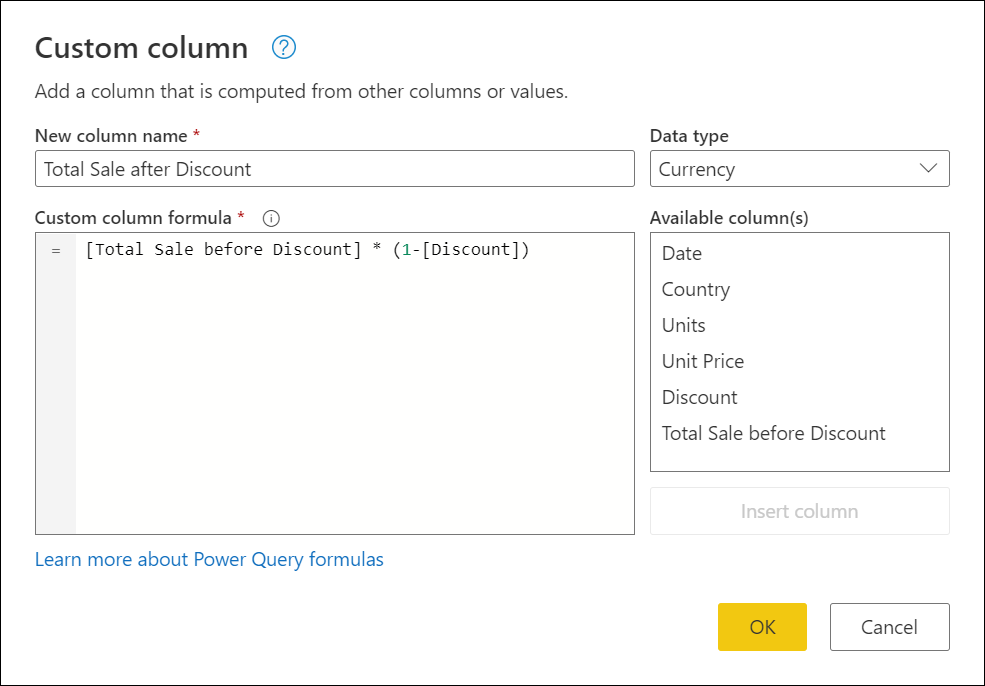 Custom column
Add a column that is computed from other columns or values.
New column name *
Total Sale after Discount
Data type
Currency
Custom column formula *
= [Total Sale before Discount] * (1-[Discount])
Available column(s)
Date
Country
Units
Unit Price
Discount
Total Sale before Discount
Insert column
Learn more about Power Query formulas
OK
Cancel